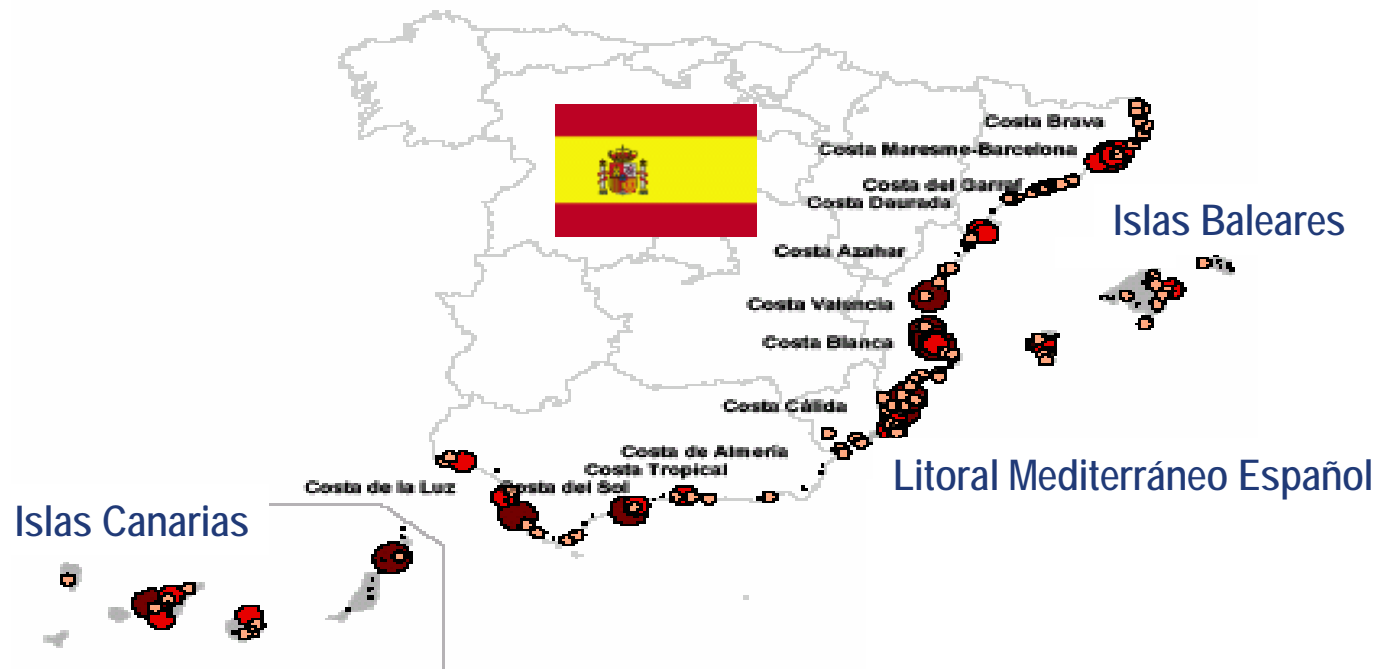 Costa Brava
Costa Maresme-Barcelona
Costa del Garraf
Costa Daurada
Islas Baleares
Costa Azahar
Costa Valencia
Costa Blanca
Costa Cálida
Costa de Almería
Costa Tropical
Litoral Mediterráneo Español
Costa de la Luz
Costa del Sol
Islas Canarias